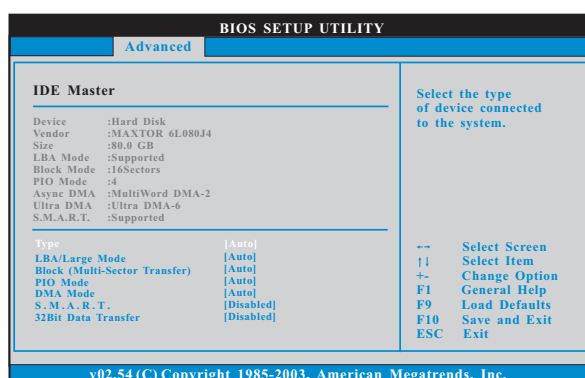 BIOS SETUP UTILITY
Advanced
IDE Master
Device :Hard Disk
Vendor :MAXTOR 6L080J4
Size :80.0 GB
LBA Mode :Supported
Block Mode :16Sectors
PIO Mode :4
Async DMA :MultiWord DMA-2
Ultra DMA :Ultra DMA-6
S.M.A.R.T. :Supported
Type [Auto]
LBA/Large Mode [Auto]
Block (Multi-Sector Transfer) [Auto]
PIO Mode [Auto]
DMA Mode [Auto]
S.M.A.R.T. [Disabled]
32Bit Data Transfer [Disabled]
Select the type
of device connected
to the system.
←→ Select Screen
↑↓ Select Item
+- Change Option
F1 General Help
F9 Load Defaults
F10 Save and Exit
ESC Exit
v02.54 (C) Copyright 1985-2003, American Megatrends, Inc.